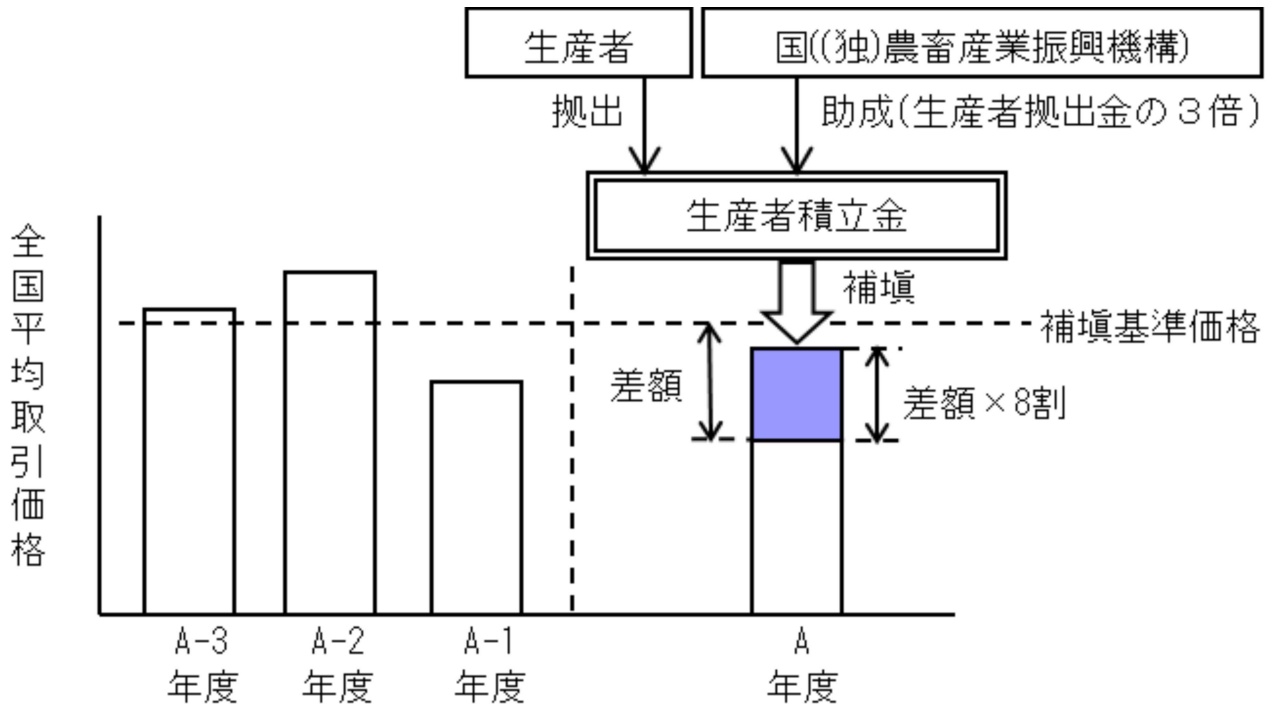 生産者
国((独)農畜産業振興機構)
拠出
助成(生産者拠出金の３倍)
生産者積立金
補塡
全国平均取引価格
補塡基準価格
差額
差額×8割
A-3
年度
A-2
年度
A-1
年度
A
年度